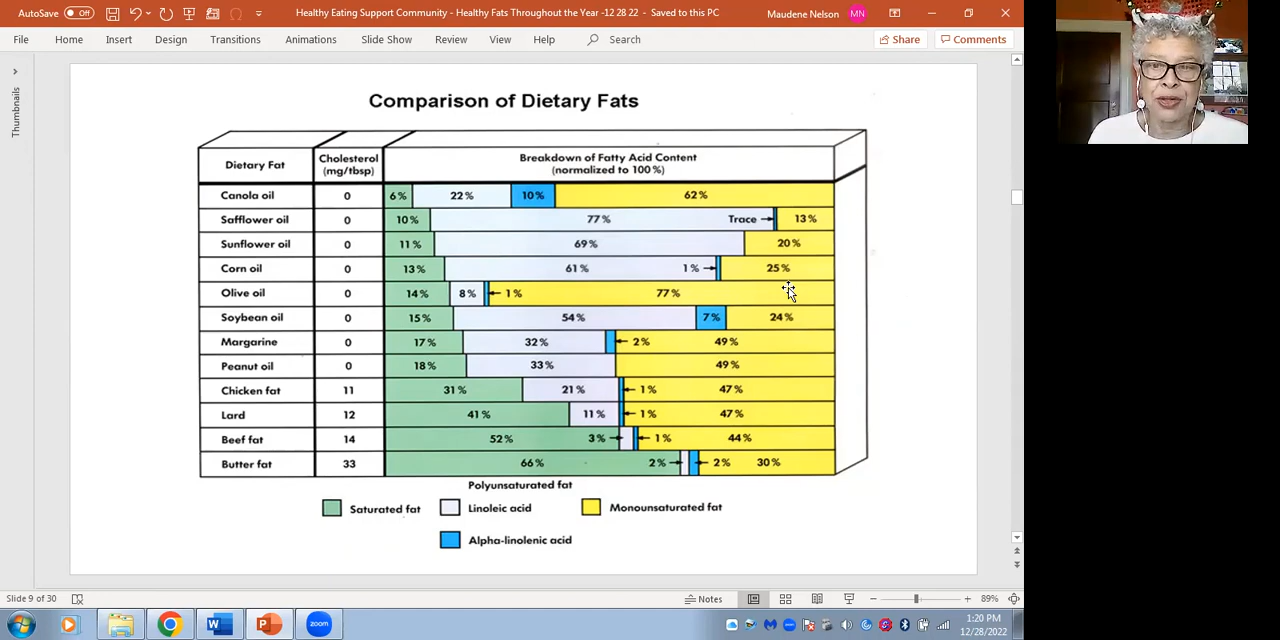 AutoSave Off Healthy Eating Support Community - Healthy Fats Throughout the Year -12 28 22 - Saved to this PC Maudene Nelson MN
File Home Insert Design Transitions Animations Slide Show Review View Help Search Share Comments
Thumbnails
Comparison of Dietary Fats
Dietary Fat Cholesterol (mg/tbsp) Breakdown of Fatty Acid Content (normalized to 100%)
Canola oil 0 6% 22% 10% 62%
Safflower oil 0 10% 77% Trace 13%
Sunflower oil 0 11% 69% 20%
Corn oil 0 13% 61% 1% 25%
Olive oil 0 14% 8% 1% 77%
Soybean oil 0 15% 54% 7% 24%
Margarine 0 17% 32% 2% 49%
Peanut oil 0 18% 33% 49%
Chicken fat 11 31% 21% 1% 47%
Lard 12 41% 11% 1% 47%
Beef fat 14 52% 3% 1% 44%
Butter fat 33 66% 2% 2% 30%
Polyunsaturated fat
Saturated fat Linoleic acid Monounsaturated fat
Alpha-linolenic acid
Slide 9 of 30 Notes 89%
zoom 1:20 PM
12/28/2022